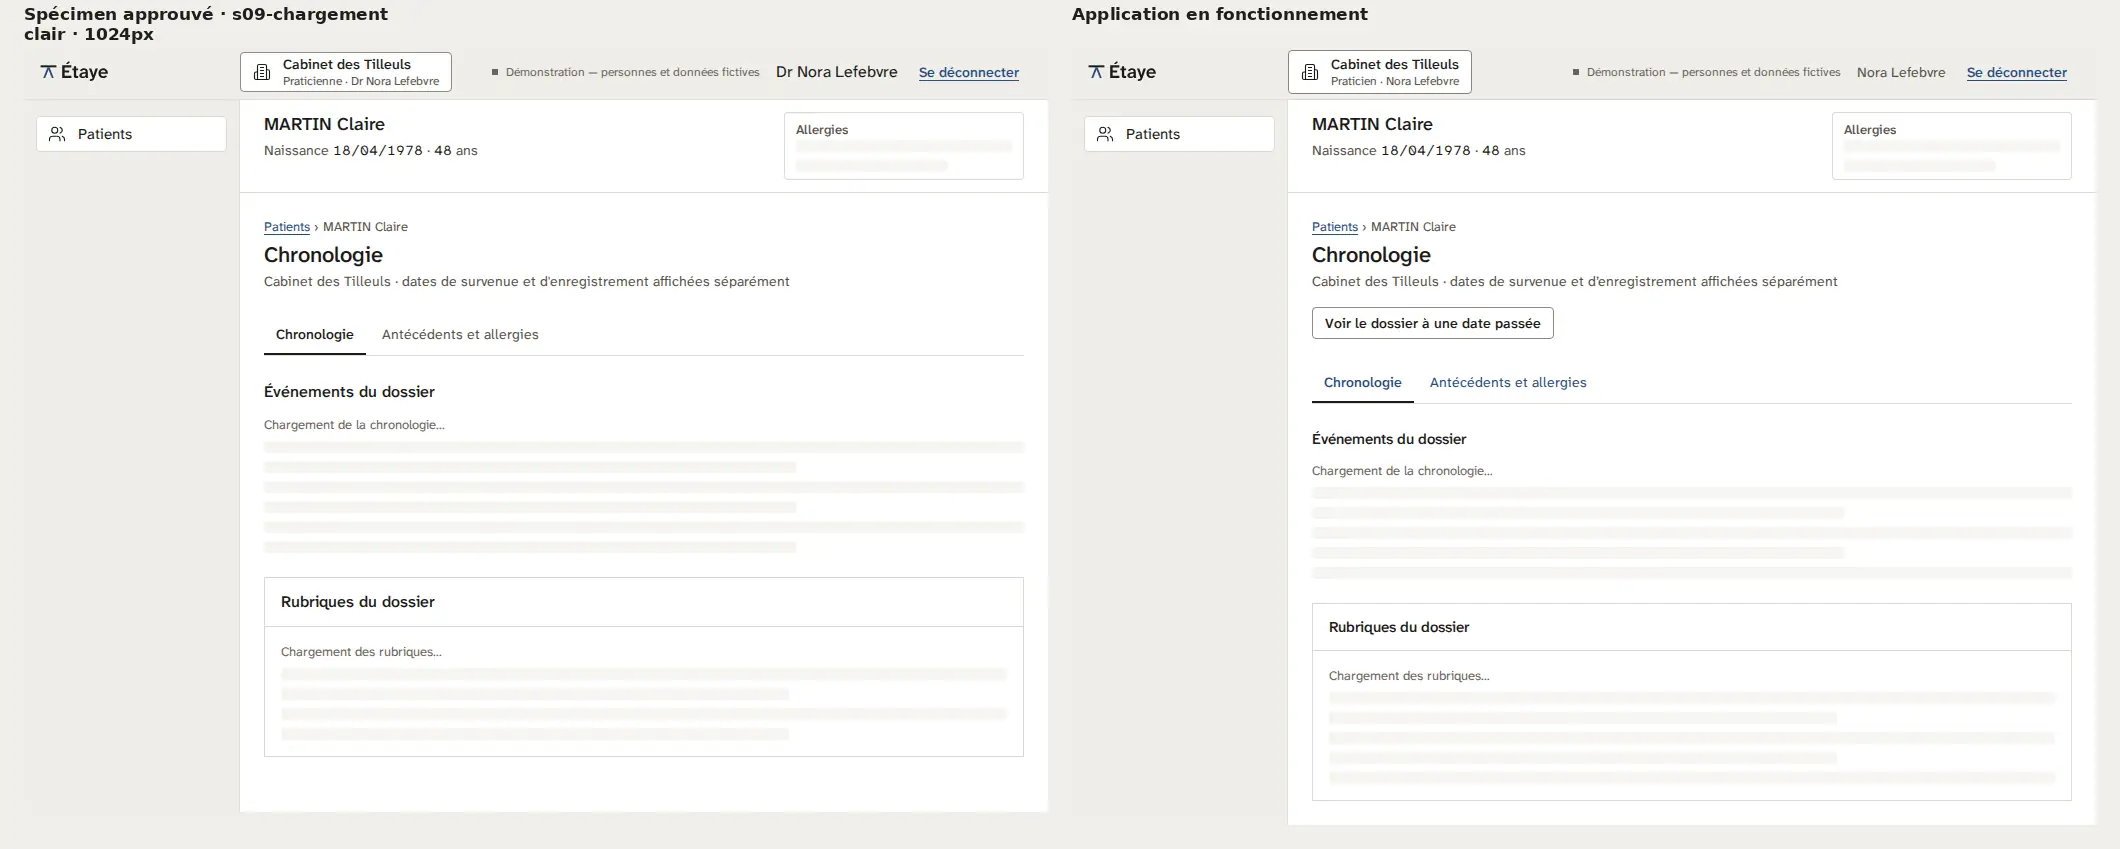 Spécimen approuvé · s09-chargement
clair · 1024px
Étaye
Cabinet des Tilleuls
Praticienne · Dr Nora Lefebvre
Démonstration — personnes et données fictives
Dr Nora Lefebvre
Se déconnecter
Patients
MARTIN Claire
Naissance 18/04/1978 · 48 ans
Allergies
Patients › MARTIN Claire
Chronologie
Cabinet des Tilleuls · dates de survenue et d'enregistrement affichées séparément
Chronologie
Antécédents et allergies
Événements du dossier
Chargement de la chronologie…
Rubriques du dossier
Chargement des rubriques…
Application en fonctionnement
Étaye
Cabinet des Tilleuls
Praticien · Nora Lefebvre
Démonstration — personnes et données fictives
Nora Lefebvre
Se déconnecter
Patients
MARTIN Claire
Naissance 18/04/1978 · 48 ans
Allergies
Patients › MARTIN Claire
Chronologie
Cabinet des Tilleuls · dates de survenue et d’enregistrement affichées séparément
Voir le dossier à une date passée
Chronologie
Antécédents et allergies
Événements du dossier
Chargement de la chronologie…
Rubriques du dossier
Chargement des rubriques…